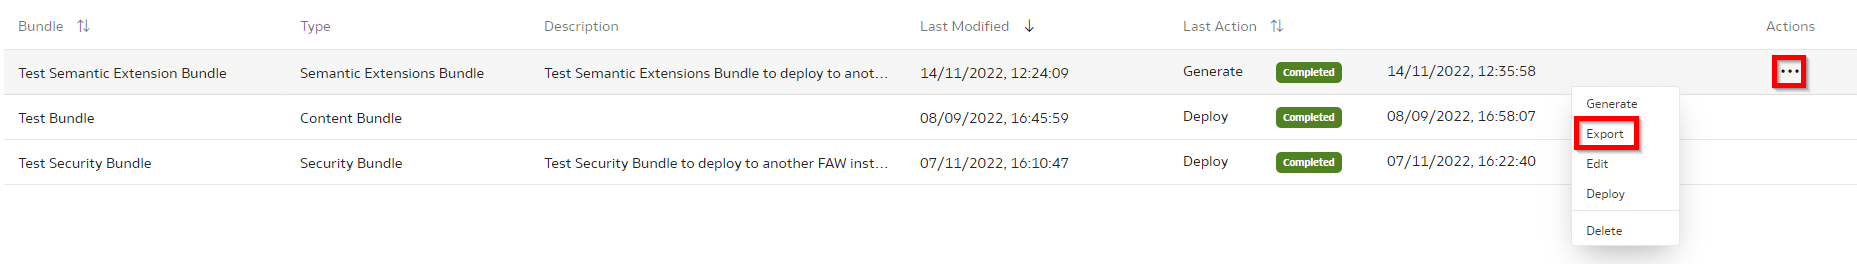 Bundle Type Description Last Modified Last Action Actions
Test Semantic Extension Bundle Semantic Extensions Bundle Test Semantic Extensions Bundle to deploy to anot... 14/11/2022, 12:24:09 Generate Completed 14/11/2022, 12:35:58 ...
Generate
Test Bundle Content Bundle 08/09/2022, 16:45:59 Deploy Completed 08/09/2022, 16:58:07
Export
Test Security Bundle Security Bundle Test Security Bundle to deploy to another FAW inst... 07/11/2022, 16:10:47 Deploy Completed 07/11/2022, 16:22:40
Edit
Deploy
Delete